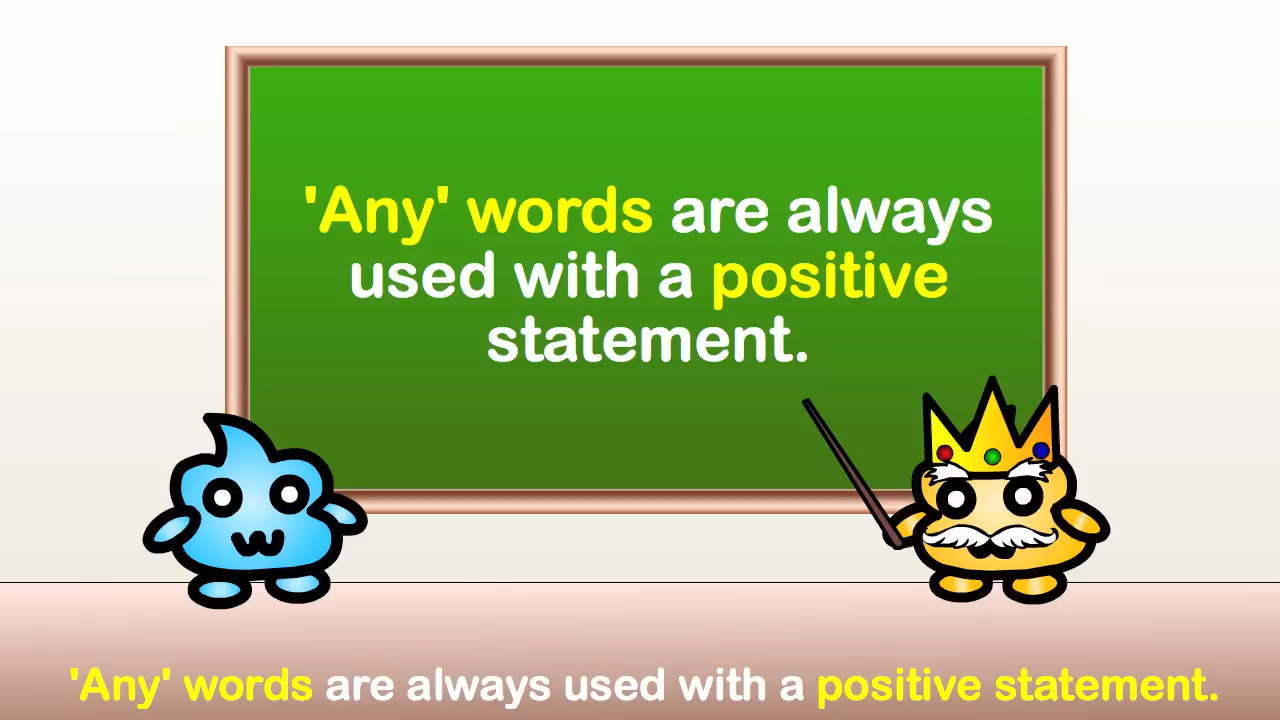 'Any' words are always
used with a positive
statement.
'Any' words are always used with a positive statement.